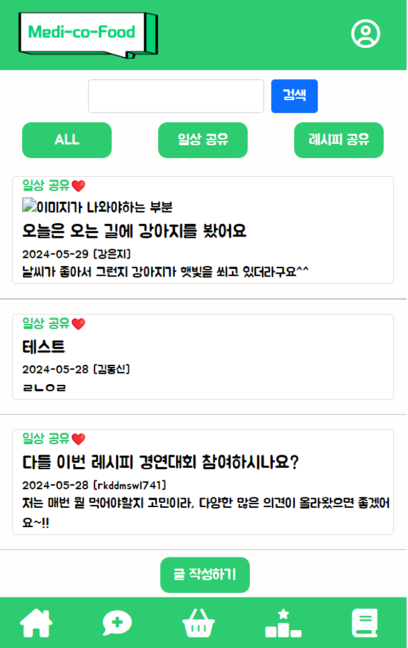 Medi-co-Food
검색
ALL
일상 공유
레시피 공유
일상 공유❤️
이미지가 나와야하는 부분
오늘은 오는 길에 강아지를 봤어요
2024-05-29 [강은지]
날씨가 좋아서 그런지 강아지가 햇빛을 쐬고 있더라구요^^
일상 공유❤️
테스트
2024-05-28 [김동신]
ㄹㄴㅇㄹ
일상 공유❤️
다들 이번 레시피 경연대회 참여하시나요?
2024-05-28 [rkddmswl741]
저는 매번 뭘 먹어야할지 고민이라, 다양한 많은 의견이 올라왔으면 좋겠어
요~!!
글 작성하기